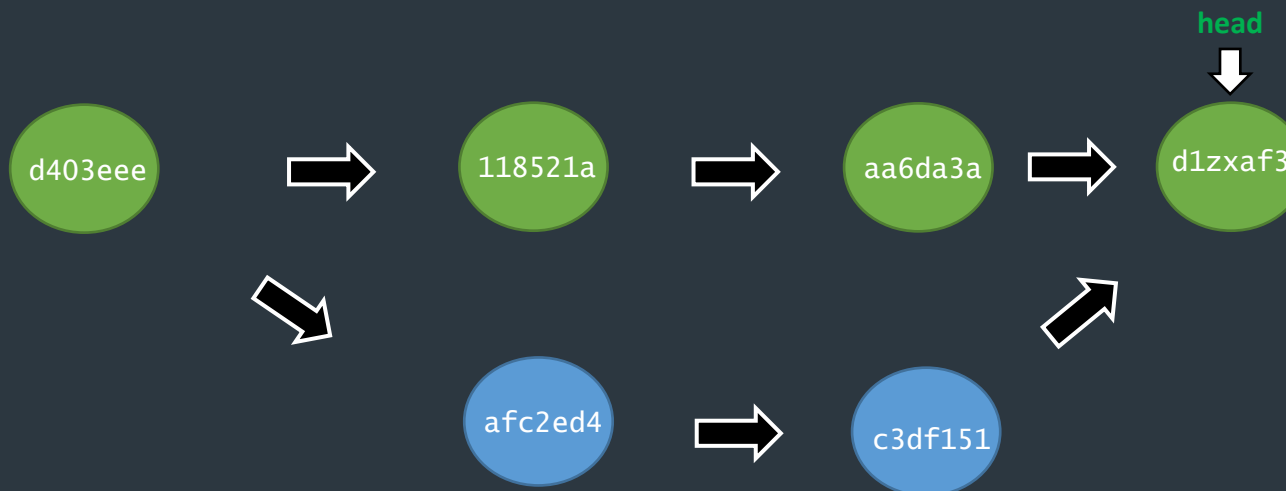 head
d403eee
118521a
aa6da3a
d1zxaf3
afc2ed4
c3df151